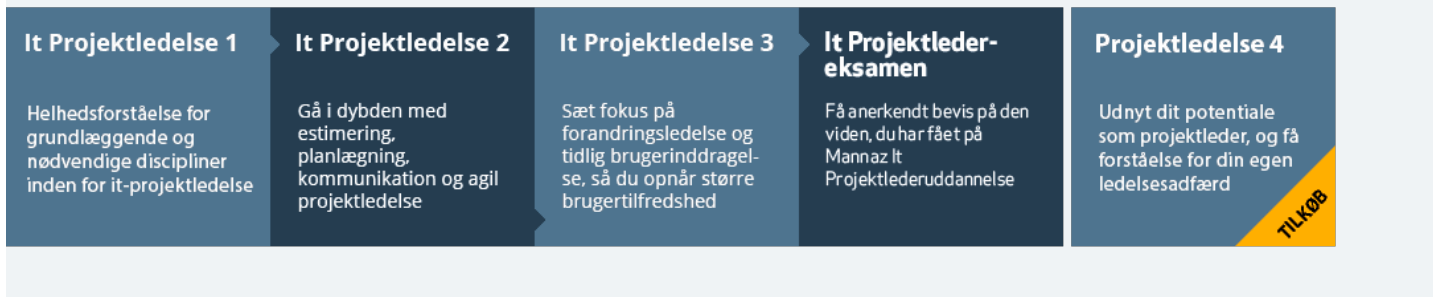 It Projektledelse 1
Helhedsforståelse for
grundlæggende og
nødvendige discipliner
inden for it-projektledelse
It Projektledelse 2
Gå i dybden med
estimering,
planlægning,
kommunikation og agil
projektledelse
It Projektledelse 3
Sæt fokus på
forandringsledelse og
tidlig brugerinddragel-
se, så du opnår større
brugertilfredshed
It Projektleder-
eksamen
Få anerkendt bevis på den
viden, du har fået på
Mannaz It
Projektlederuddannelse
Projektledelse 4
Udnyt dit potentiale
som projektleder, og få
forståelse for din egen
ledelsesadfærd
TILKØB